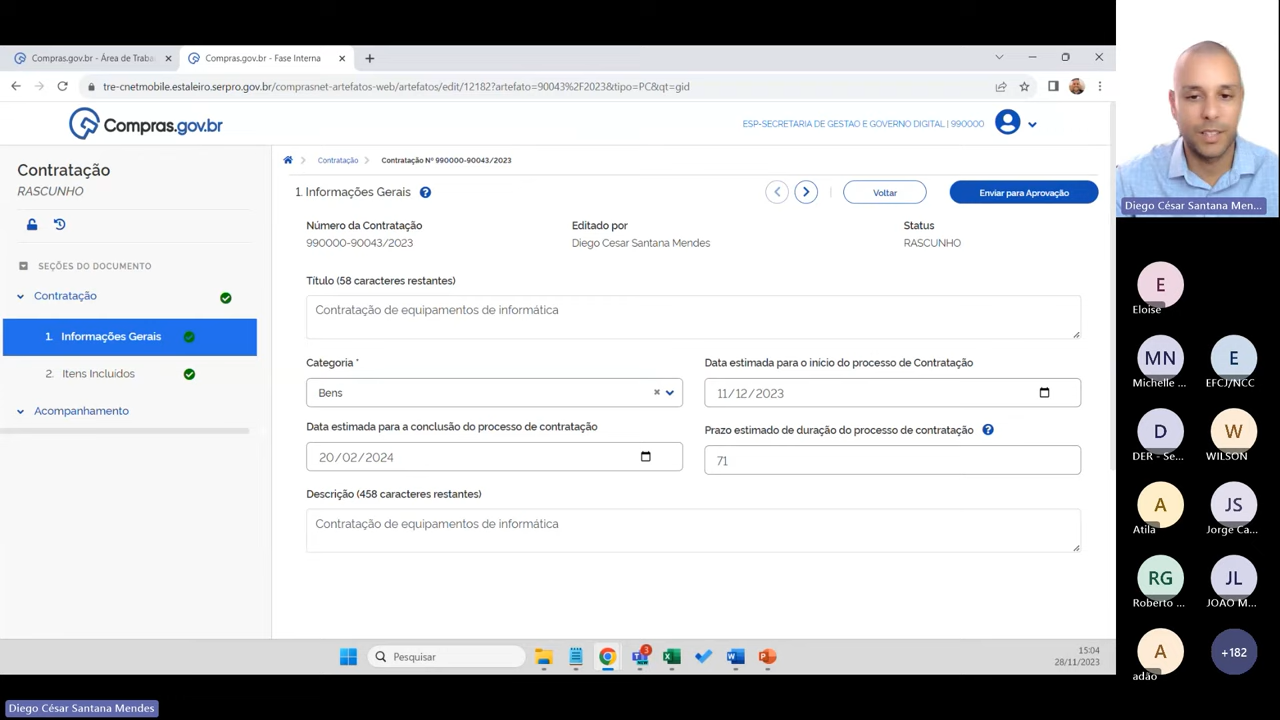 Compras.gov.br - Área de Traba
Compras.gov.br - Fase Interna
tre-cnetmobile.estaleiro.serpro.gov.br/comprasnet-artefatos-web/artefatos/edit/12182?artefato=90043%2F2023&tipo=PC&qt=gid
Compras.gov.br
ESP-SECRETARIA DE GESTAO E GOVERNO DIGITAL | 990000
Contratação
RASCUNHO
SEÇÕES DO DOCUMENTO
Contratação
1. Informações Gerais
2. Itens Incluídos
Acompanhamento
Contratação
Contratação Nº 990000-90043/2023
1. Informações Gerais
Voltar
Enviar para Aprovação
Número da Contratação
990000-90043/2023
Editado por
Diego Cesar Santana Mendes
Status
RASCUNHO
Título (58 caracteres restantes)
Contratação de equipamentos de informática
Categoria *
Bens
Data estimada para o início do processo de Contratação
11/12/2023
Data estimada para a conclusão do processo de contratação
20/02/2024
Prazo estimado de duração do processo de contratação
71
Descrição (458 caracteres restantes)
Contratação de equipamentos de informática
Pesquisar
3
15:04
28/11/2023
Diego César Santana Men...
E
Eloise
MN
Michelle ...
E
EFCJ/NCC
D
DER - Se...
W
WILSON
A
Atila
JS
Jorge Ca...
RG
Roberto ...
JL
JOAO M...
A
adão
+182
Diego César Santana Mendes